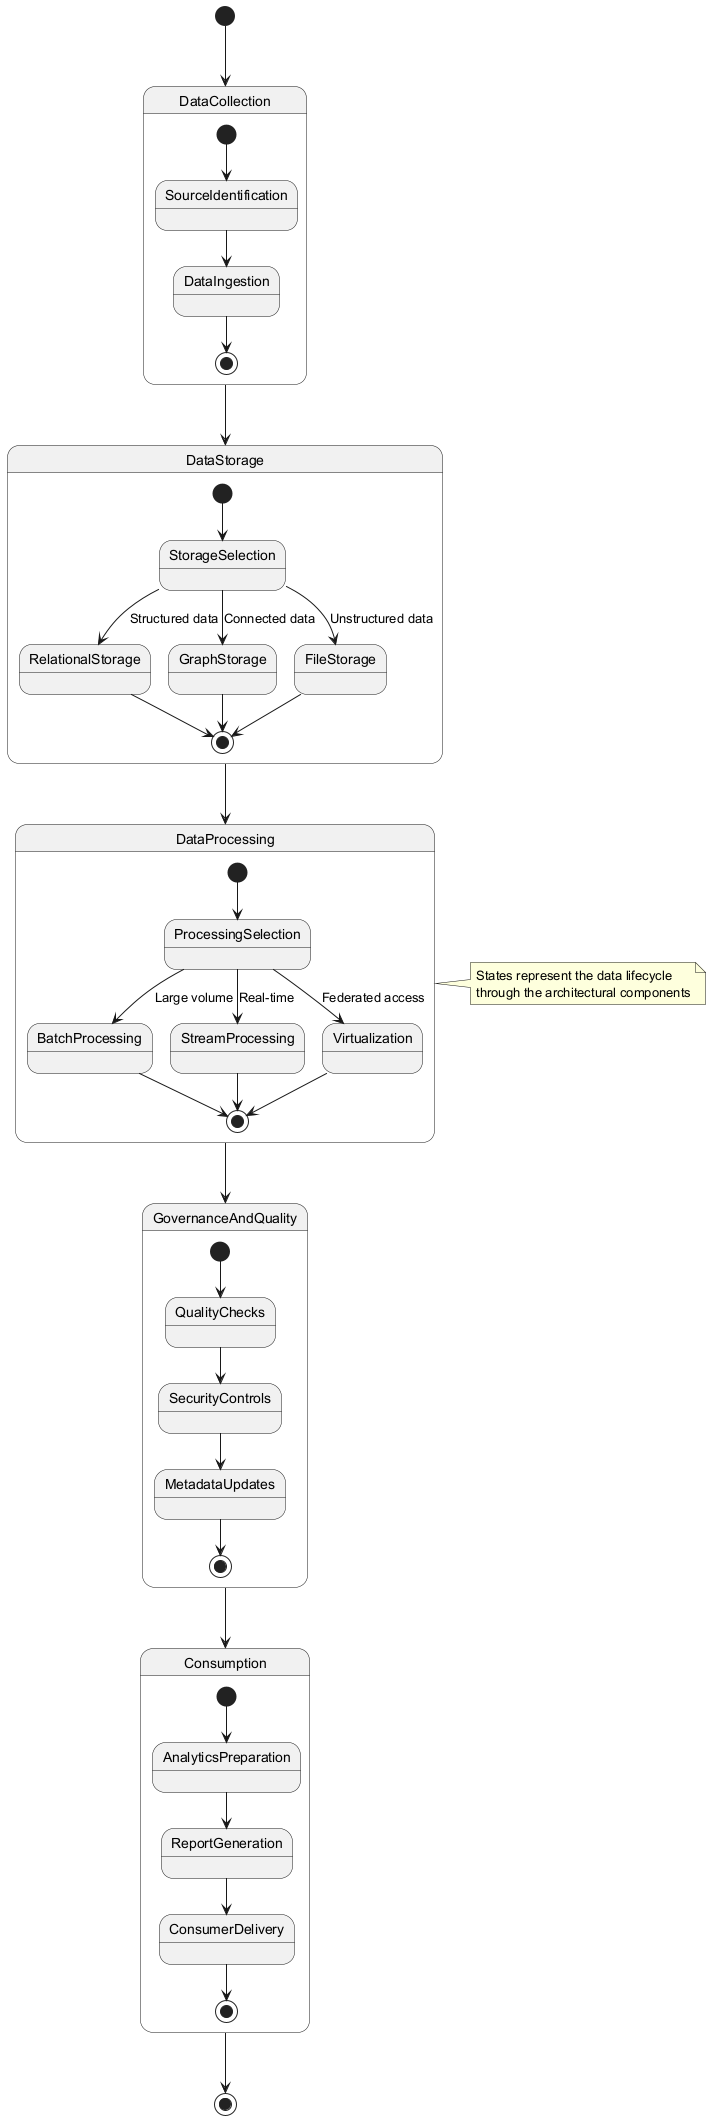 DataCollection
SourceIdentification
DataIngestion
DataStorage
StorageSelection
Structured data
Connected data
Unstructured data
RelationalStorage
GraphStorage
FileStorage
DataProcessing
ProcessingSelection
States represent the data lifecycle
through the architectural components
Large volume
Real-time
Federated access
BatchProcessing
StreamProcessing
Virtualization
GovernanceAndQuality
QualityChecks
SecurityControls
MetadataUpdates
Consumption
AnalyticsPreparation
ReportGeneration
ConsumerDelivery